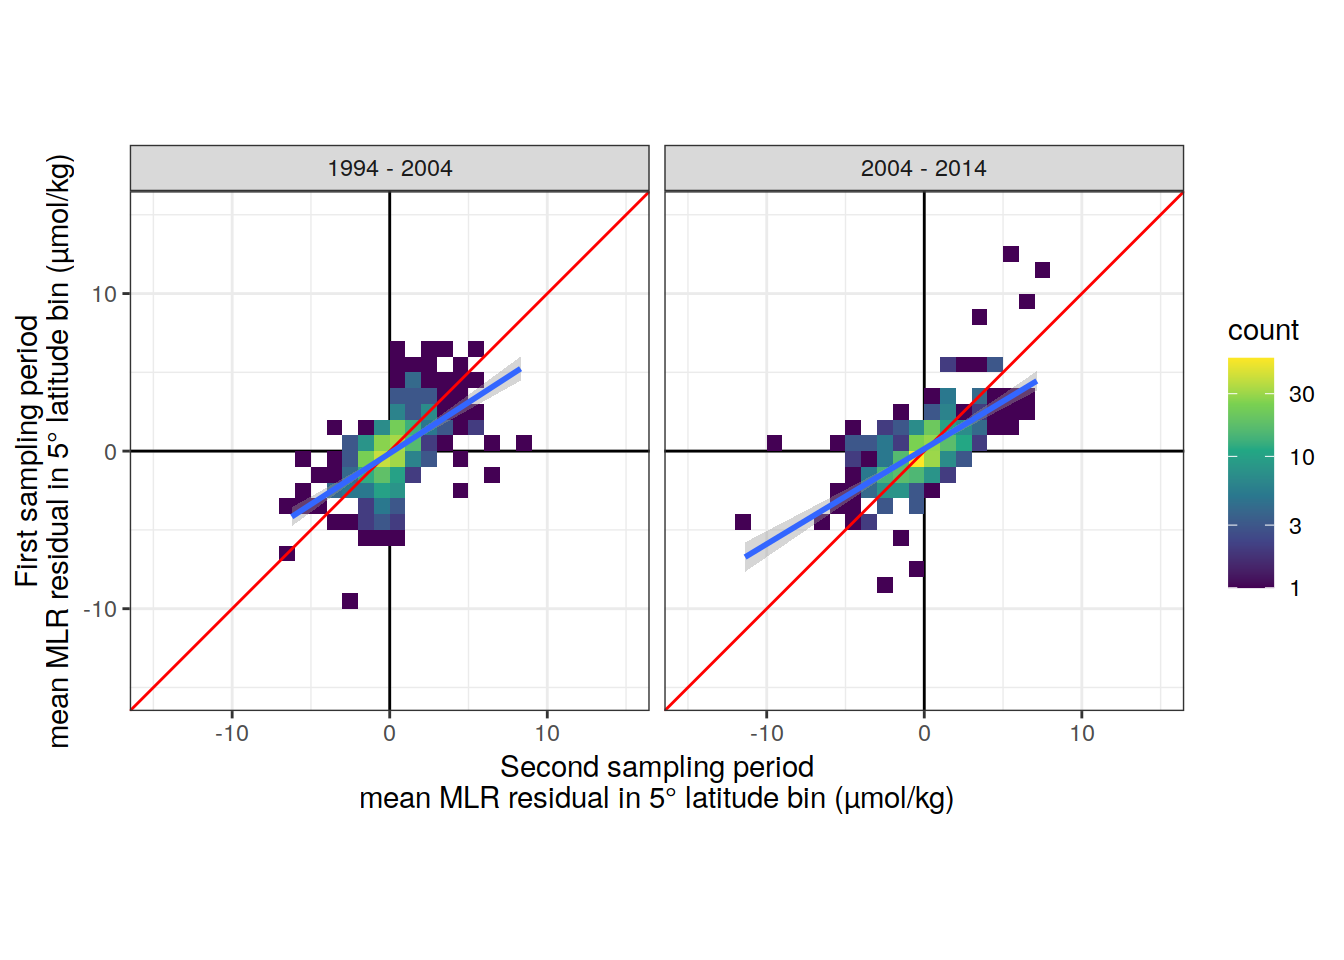 1994 - 2004
2004 - 2014
First sampling period
mean MLR residual in 5° latitude bin (µmol/kg)
10
0
-10
-10
0
10
-10
0
10
Second sampling period
mean MLR residual in 5° latitude bin (µmol/kg)
count
30
10
3
1